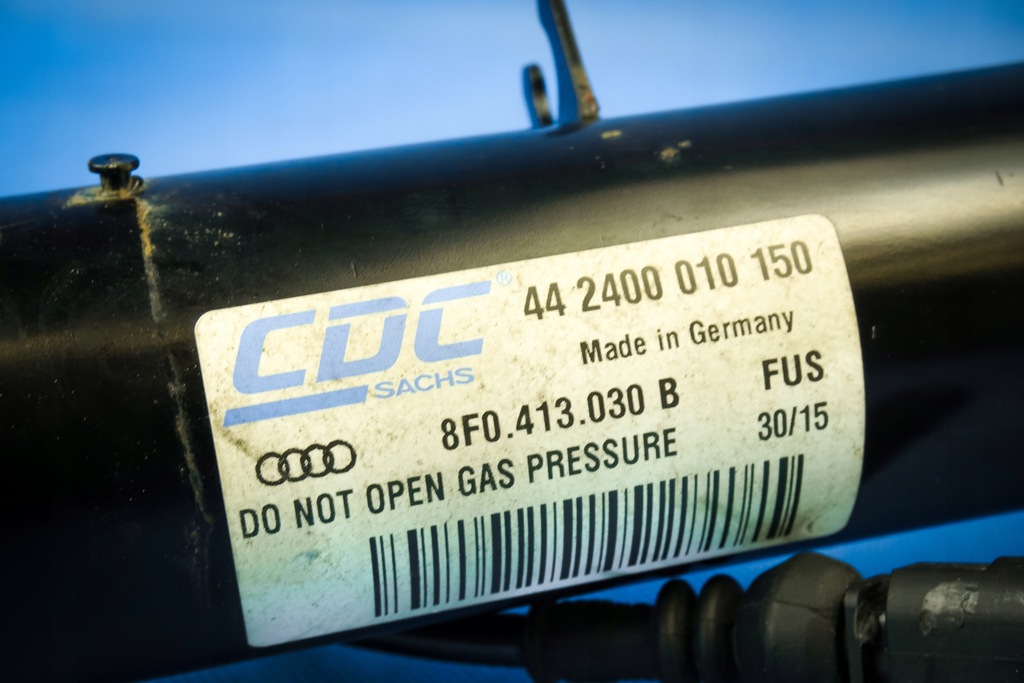 CDC® 44 2400 010 150
SACHS Made in Germany
8F0.413.030 B FUS
DO NOT OPEN GAS PRESSURE 30/15